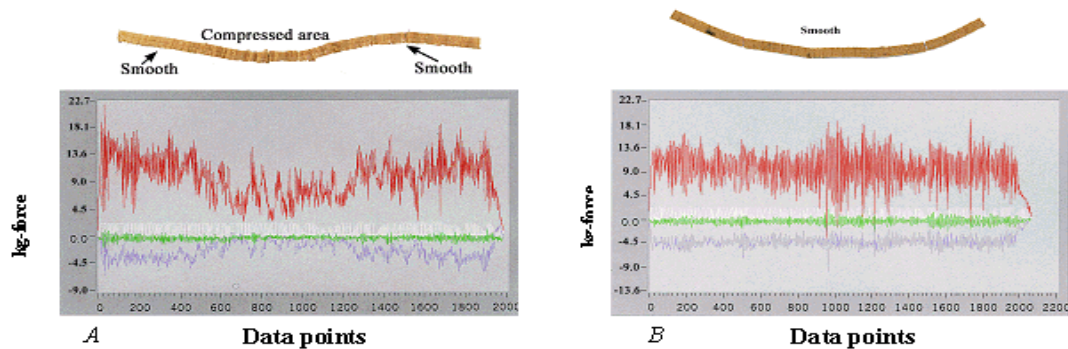 Compressed area
Smooth
Smooth
22.7
18.1
13.6
9.0
4.5
0.0
-4.5
-9.0
kg-force
0 200 400 600 800 1000 1200 1400 1600 1800 2000
A
Data points
Smooth
22.7
18.1
13.6
9.0
4.5
0.0
-4.5
-9.0
-13.6
kg-force
0 200 400 600 800 1000 1200 1400 1600 1800 2000 2200
B
Data points